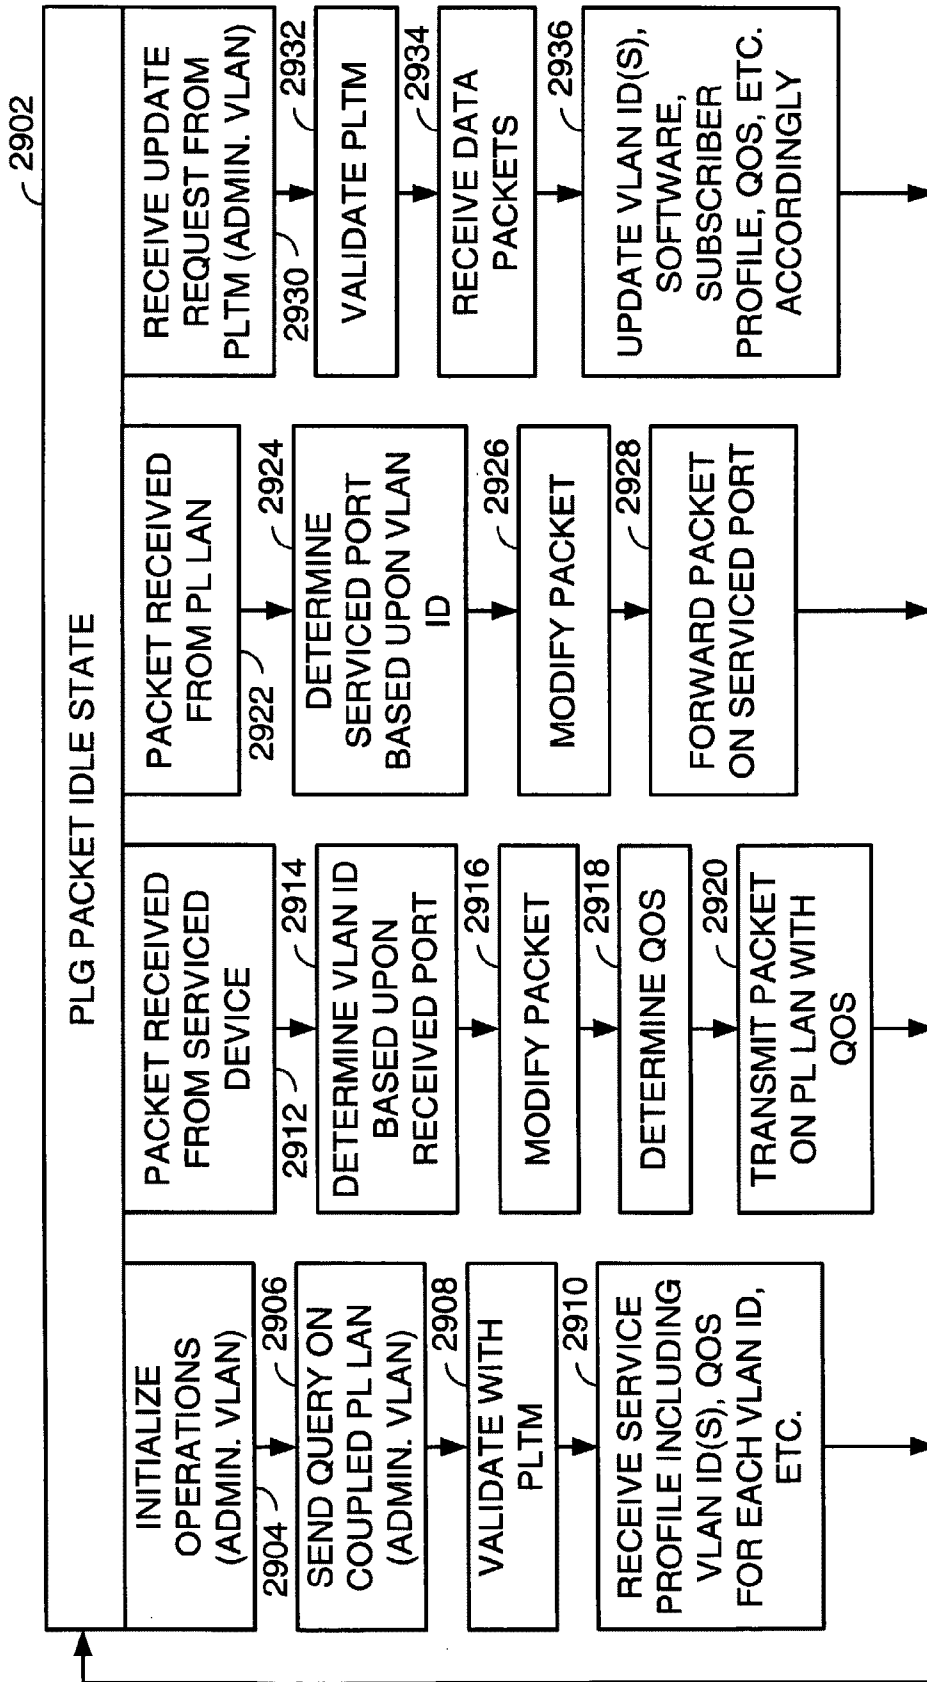 2902
PLG PACKET IDLE STATE
INITIALIZE
OPERATIONS
(ADMIN. VLAN)
2904
2906
SEND QUERY ON
COUPLED PL LAN
(ADMIN. VLAN)
2908
VALIDATE WITH
PLTM
2910
RECEIVE SERVICE
PROFILE INCLUDING
VLAN ID(S), QOS
FOR EACH VLAN ID,
ETC.
PACKET RECEIVED
FROM SERVICED
DEVICE
2912
2914
DETERMINE VLAN ID
BASED UPON
RECEIVED PORT
2916
MODIFY PACKET
2918
DETERMINE QOS
2920
TRANSMIT PACKET
ON PL LAN WITH
QOS
PACKET RECEIVED
FROM PL LAN
2922
2924
DETERMINE
SERVICED PORT
BASED UPON VLAN
ID
2926
MODIFY PACKET
2928
FORWARD PACKET
ON SERVICED PORT
RECEIVE UPDATE
REQUEST FROM
PLTM (ADMIN. VLAN)
2930
2932
VALIDATE PLTM
2934
RECEIVE DATA
PACKETS
2936
UPDATE VLAN ID(S),
SOFTWARE,
SUBSCRIBER
PROFILE, QOS, ETC.
ACCORDINGLY